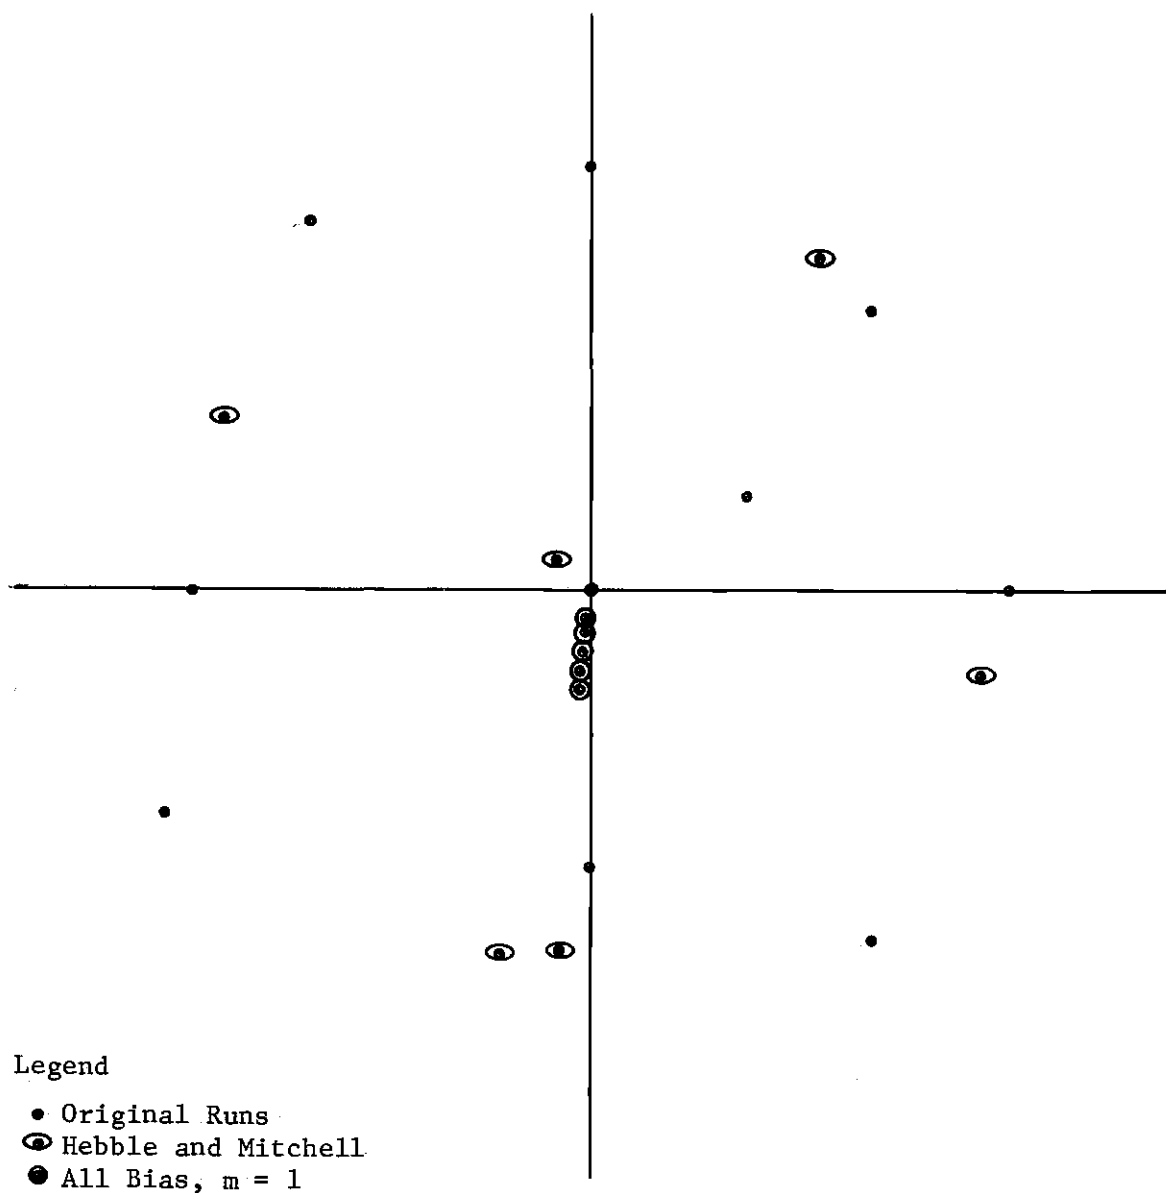 Legend
Original Runs
Hebble and Mitchell
All Bias, m = 1